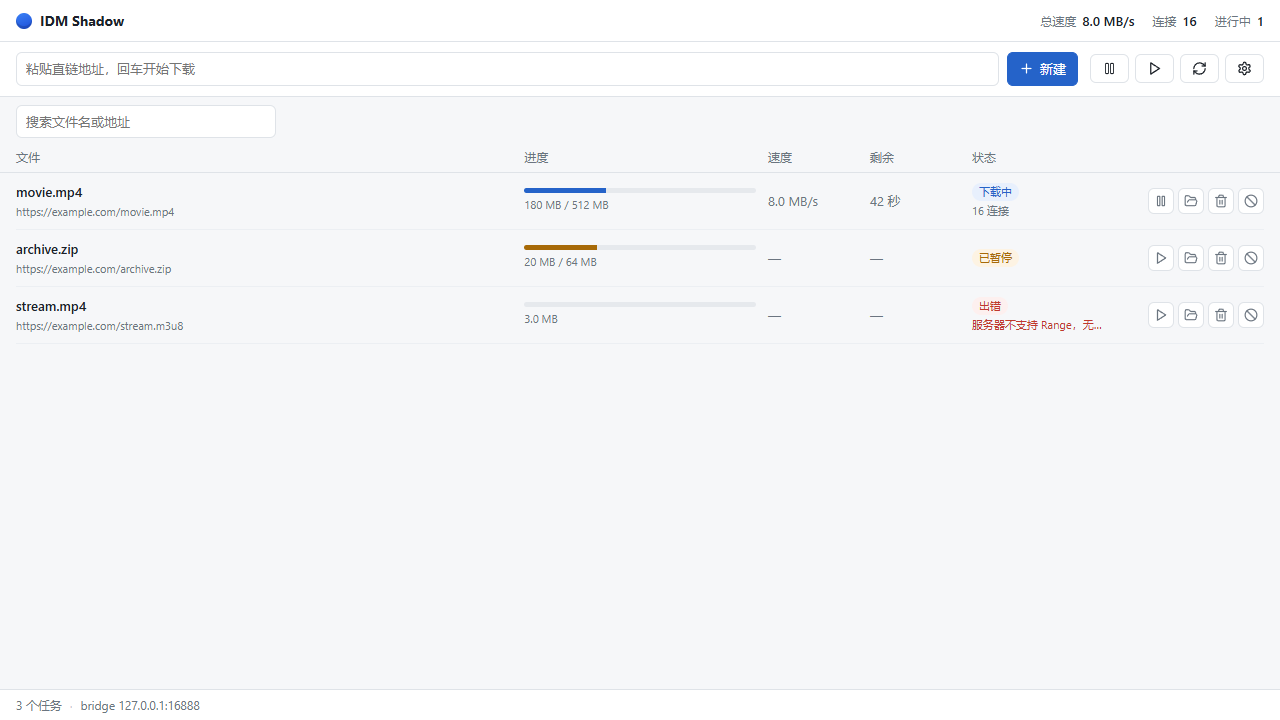 IDM Shadow
总速度 8.0 MB/s 连接 16 进行中 1
粘贴直链地址，回车开始下载
新建
搜索文件名或地址
文件 进度 速度 剩余 状态
movie.mp4
https://example.com/movie.mp4
180 MB / 512 MB
8.0 MB/s
42 秒
下载中
16 连接
archive.zip
https://example.com/archive.zip
20 MB / 64 MB
—
—
已暂停
stream.mp4
https://example.com/stream.m3u8
3.0 MB
—
—
出错
服务器不支持 Range，无...
3 个任务 · bridge 127.0.0.1:16888